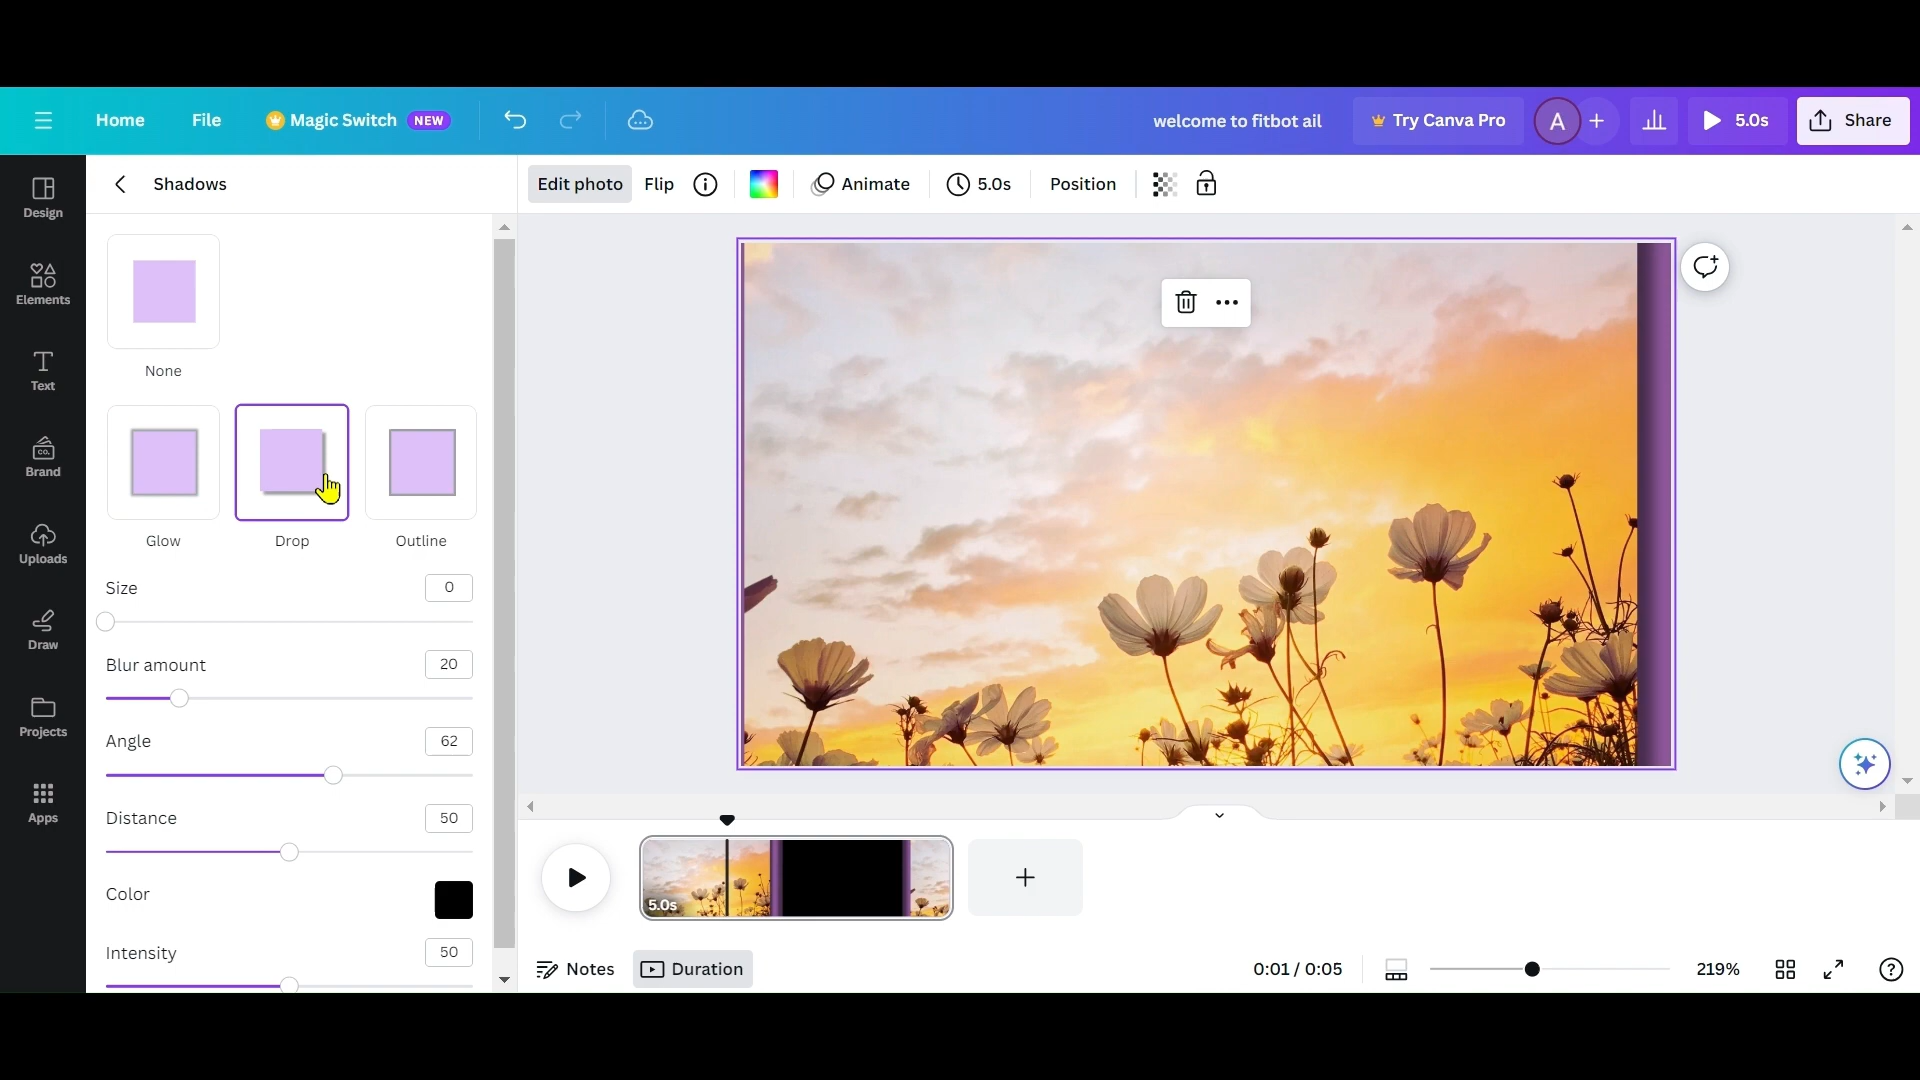 Home
File
Magic Switch NEW
welcome to fitbot ail
Try Canva Pro
A
5.0s
Share
Shadows
Edit photo
Flip
Animate
5.0s
Position
Design
Elements
Text
Brand
CO.
Uploads
Draw
Projects
Apps
None
Glow
Drop
Outline
Size
0
Blur amount
20
Angle
62
Distance
50
Color
Intensity
50
5.0s
Notes
Duration
0:01 / 0:05
219%